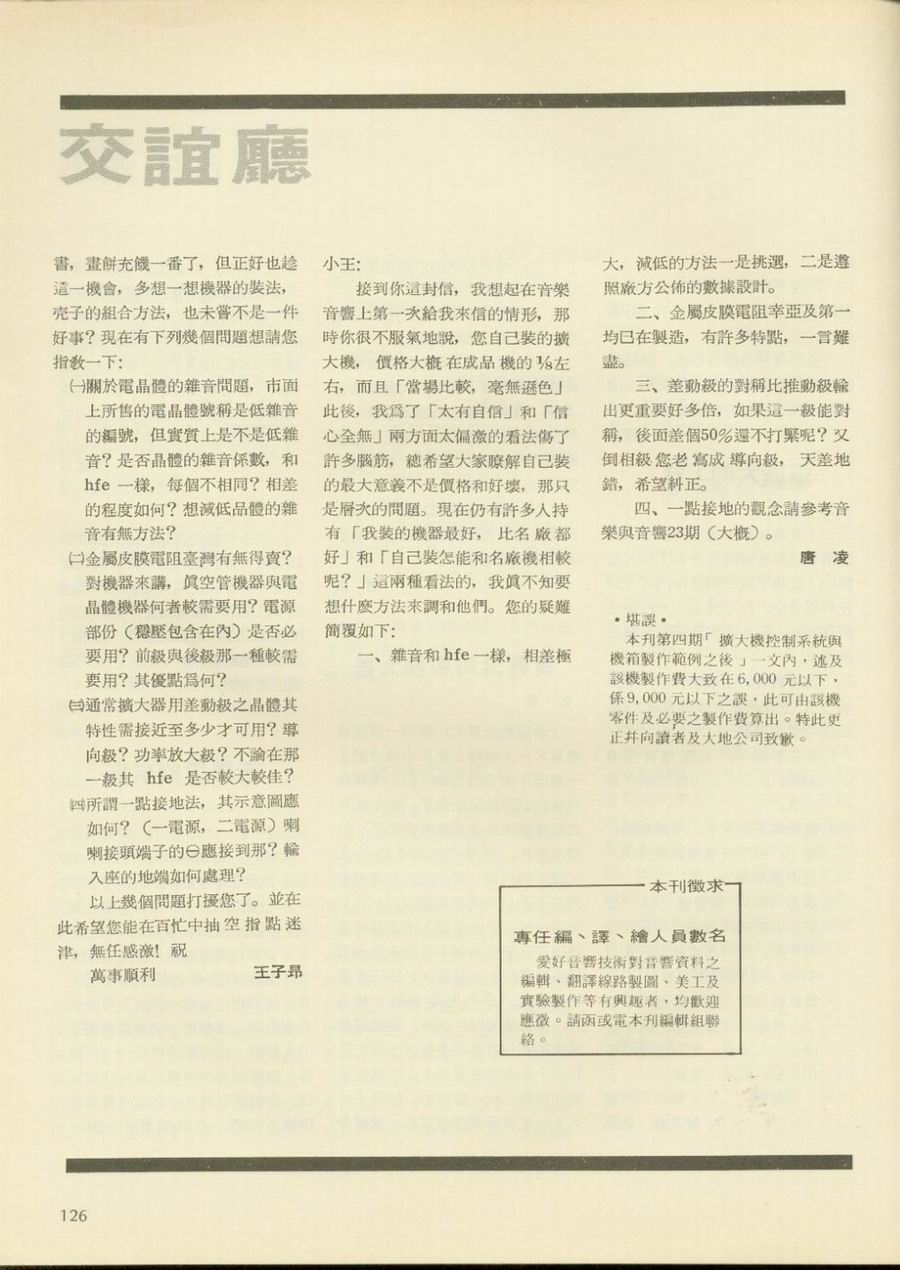 交誼廳
書，畫餅充饑一番了，但正好也趁
這一機會，多想一想機器的裝法，
壳子的組合方法，也未嘗不是一件
好事？現在有下列幾個問題想請您
指教一下：
㈠關於電晶體的雜音問題，市面
上所售的電晶體號稱是低雜音
的編號，但實質上是不是低雜
音？是否晶體的雜音係數，和
hfe 一樣，每個不相同？相差
的程度如何？想減低品體的雜
音有無方法？
㈡金屬皮膜電阻臺灣有無得賣？
對機器來講，眞空管機器與電
晶體機器何者較需要用？電源
部份（穩壓包含在內）是否必
要用？前級與後級那一種較需
要用？其優點爲何？
㈢通常擴大器用差動級之晶體其
特性需接近至多少才可用？導
向級？功率放大級？不論在那
一級其 hfe 是否較大較佳？
㈣所謂一點接地法，其示意圖應
如何？（一電源，二電源）喇
喇接頭端子的⊖應接到那？輸
入座的地端如何處理？
以上幾個問題打擾您了。並在
此希望您能在百忙中抽空指點迷
津，無任感激！祝
萬事順利 王子昻
小王：
接到你這封信，我想起在音樂
音響上第一次給我來信的情形，那
時你很不服氣地說，您自己裝的擴
大機，價格大概在成品機的⅛左
右，而且「當場比較，毫無遜色」
此後，我爲了「太有自信」和「信
心全無」兩方面太偏激的看法傷了
許多腦筋，總希望大家瞭解自己裝
的最大意義不是價格和好壞，那只
是層次的問題。現在仍有許多人持
有「我裝的機器最好，比名廠都
好」和「自己裝怎能和名廠機相較
呢？」這兩種看法的，我眞不知要
想什麽方法來調和他們。您的疑難
簡覆如下：
一、雜音和 hfe 一樣，相差極
大，減低的方法一是挑選，二是遵
照廠方公佈的數據設計。
二、金屬皮膜電阻幸亞及第一
均已在製造，有許多特點，一言難
盡。
三、差動級的對稱比推動級輸
出更重要好多倍，如果這一級能對
稱，後面差個50%還不打緊呢？又
倒相級您老寫成導向級，天差地
錯，希望糾正。
四、一點接地的觀念請參考音
樂與音響23期（大概）。
唐 凌
•堪誤•
本刊第四期「擴大機控制系統與
機箱製作範例之後」一文內，述及
該機製作費大致在6,000 元以下，
係9,000 元以下之誤，此可由該機
零件及必要之製作費算出。特此更
正幷向讀者及大地公司致歉。
本刊徵求
專任編、譯、繪人員數名
愛好音響技術對音響資料之
編輯、翻譯線路製圖、美工及
實驗製作等有興趣者，均歡迎
應徵。請函或電本刊編輯組聯
絡。
126